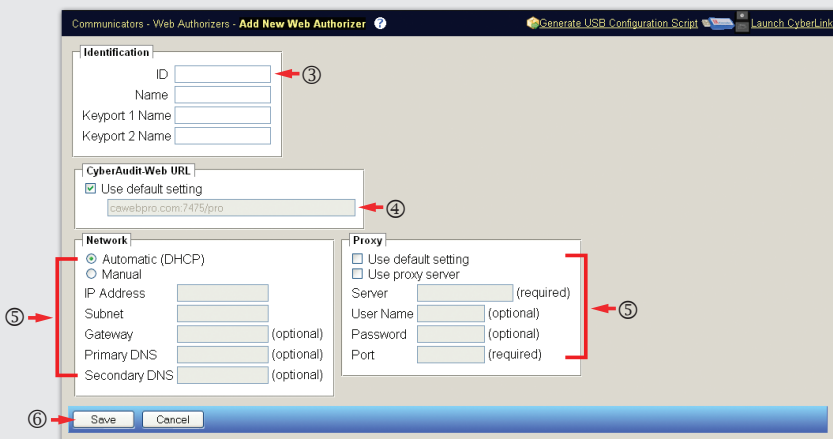 Communicators - Web Authorizers - Add New Web Authorizer ?
Generate USB Configuration Script
Launch CyberLink
Identification
ID
③
Name
Keyport 1 Name
Keyport 2 Name
CyberAudit-Web URL
Use default setting
cawebpro.com:7475/pro
④
Network
Automatic (DHCP)
Manual
IP Address
Subnet
Gateway (optional)
Primary DNS (optional)
Secondary DNS (optional)
⑤
Proxy
Use default setting
Use proxy server
Server (required)
User Name (optional)
Password (optional)
Port (required)
⑤
⑥
Save
Cancel